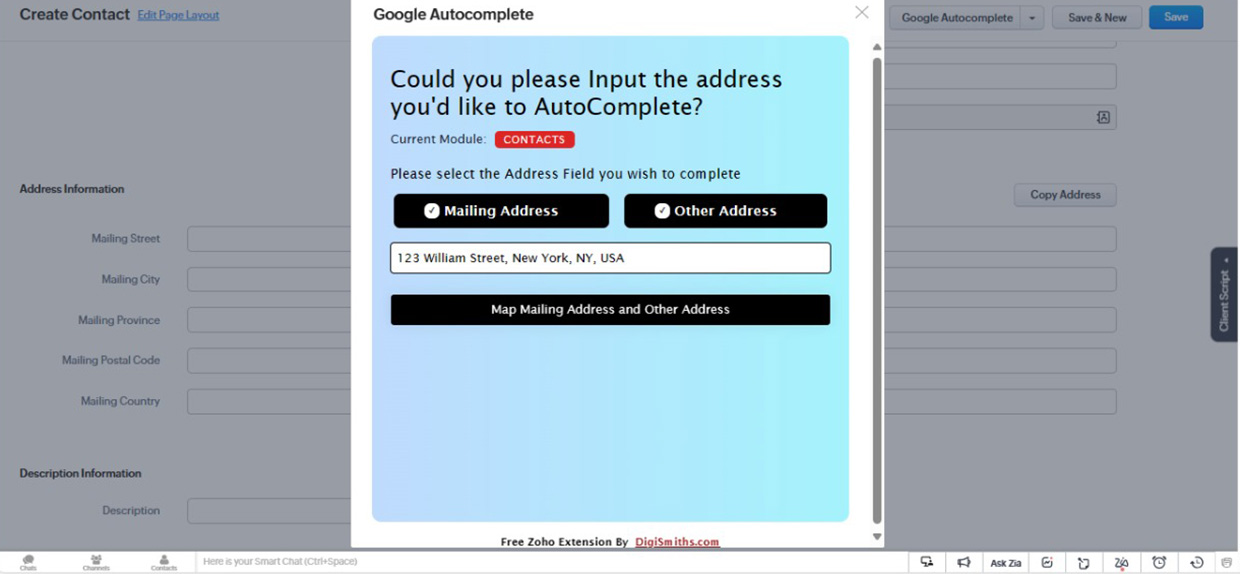 Create Contact Edit Page Layout
Google Autocomplete
Google Autocomplete
Save & New
Save
Could you please Input the address
you'd like to AutoComplete?
Current Module: CONTACTS
Please select the Address Field you wish to complete
Mailing Address
Other Address
123 William Street, New York, NY, USA
Map Mailing Address and Other Address
Address Information
Copy Address
Mailing Street
Mailing City
Mailing Province
Mailing Postal Code
Mailing Country
Client Script
Description Information
Description
Free Zoho Extension By DigiSmiths.com
Chats
Channels
Contacts
Here is your Smart Chat (Ctrl+Space)
Ask Zia